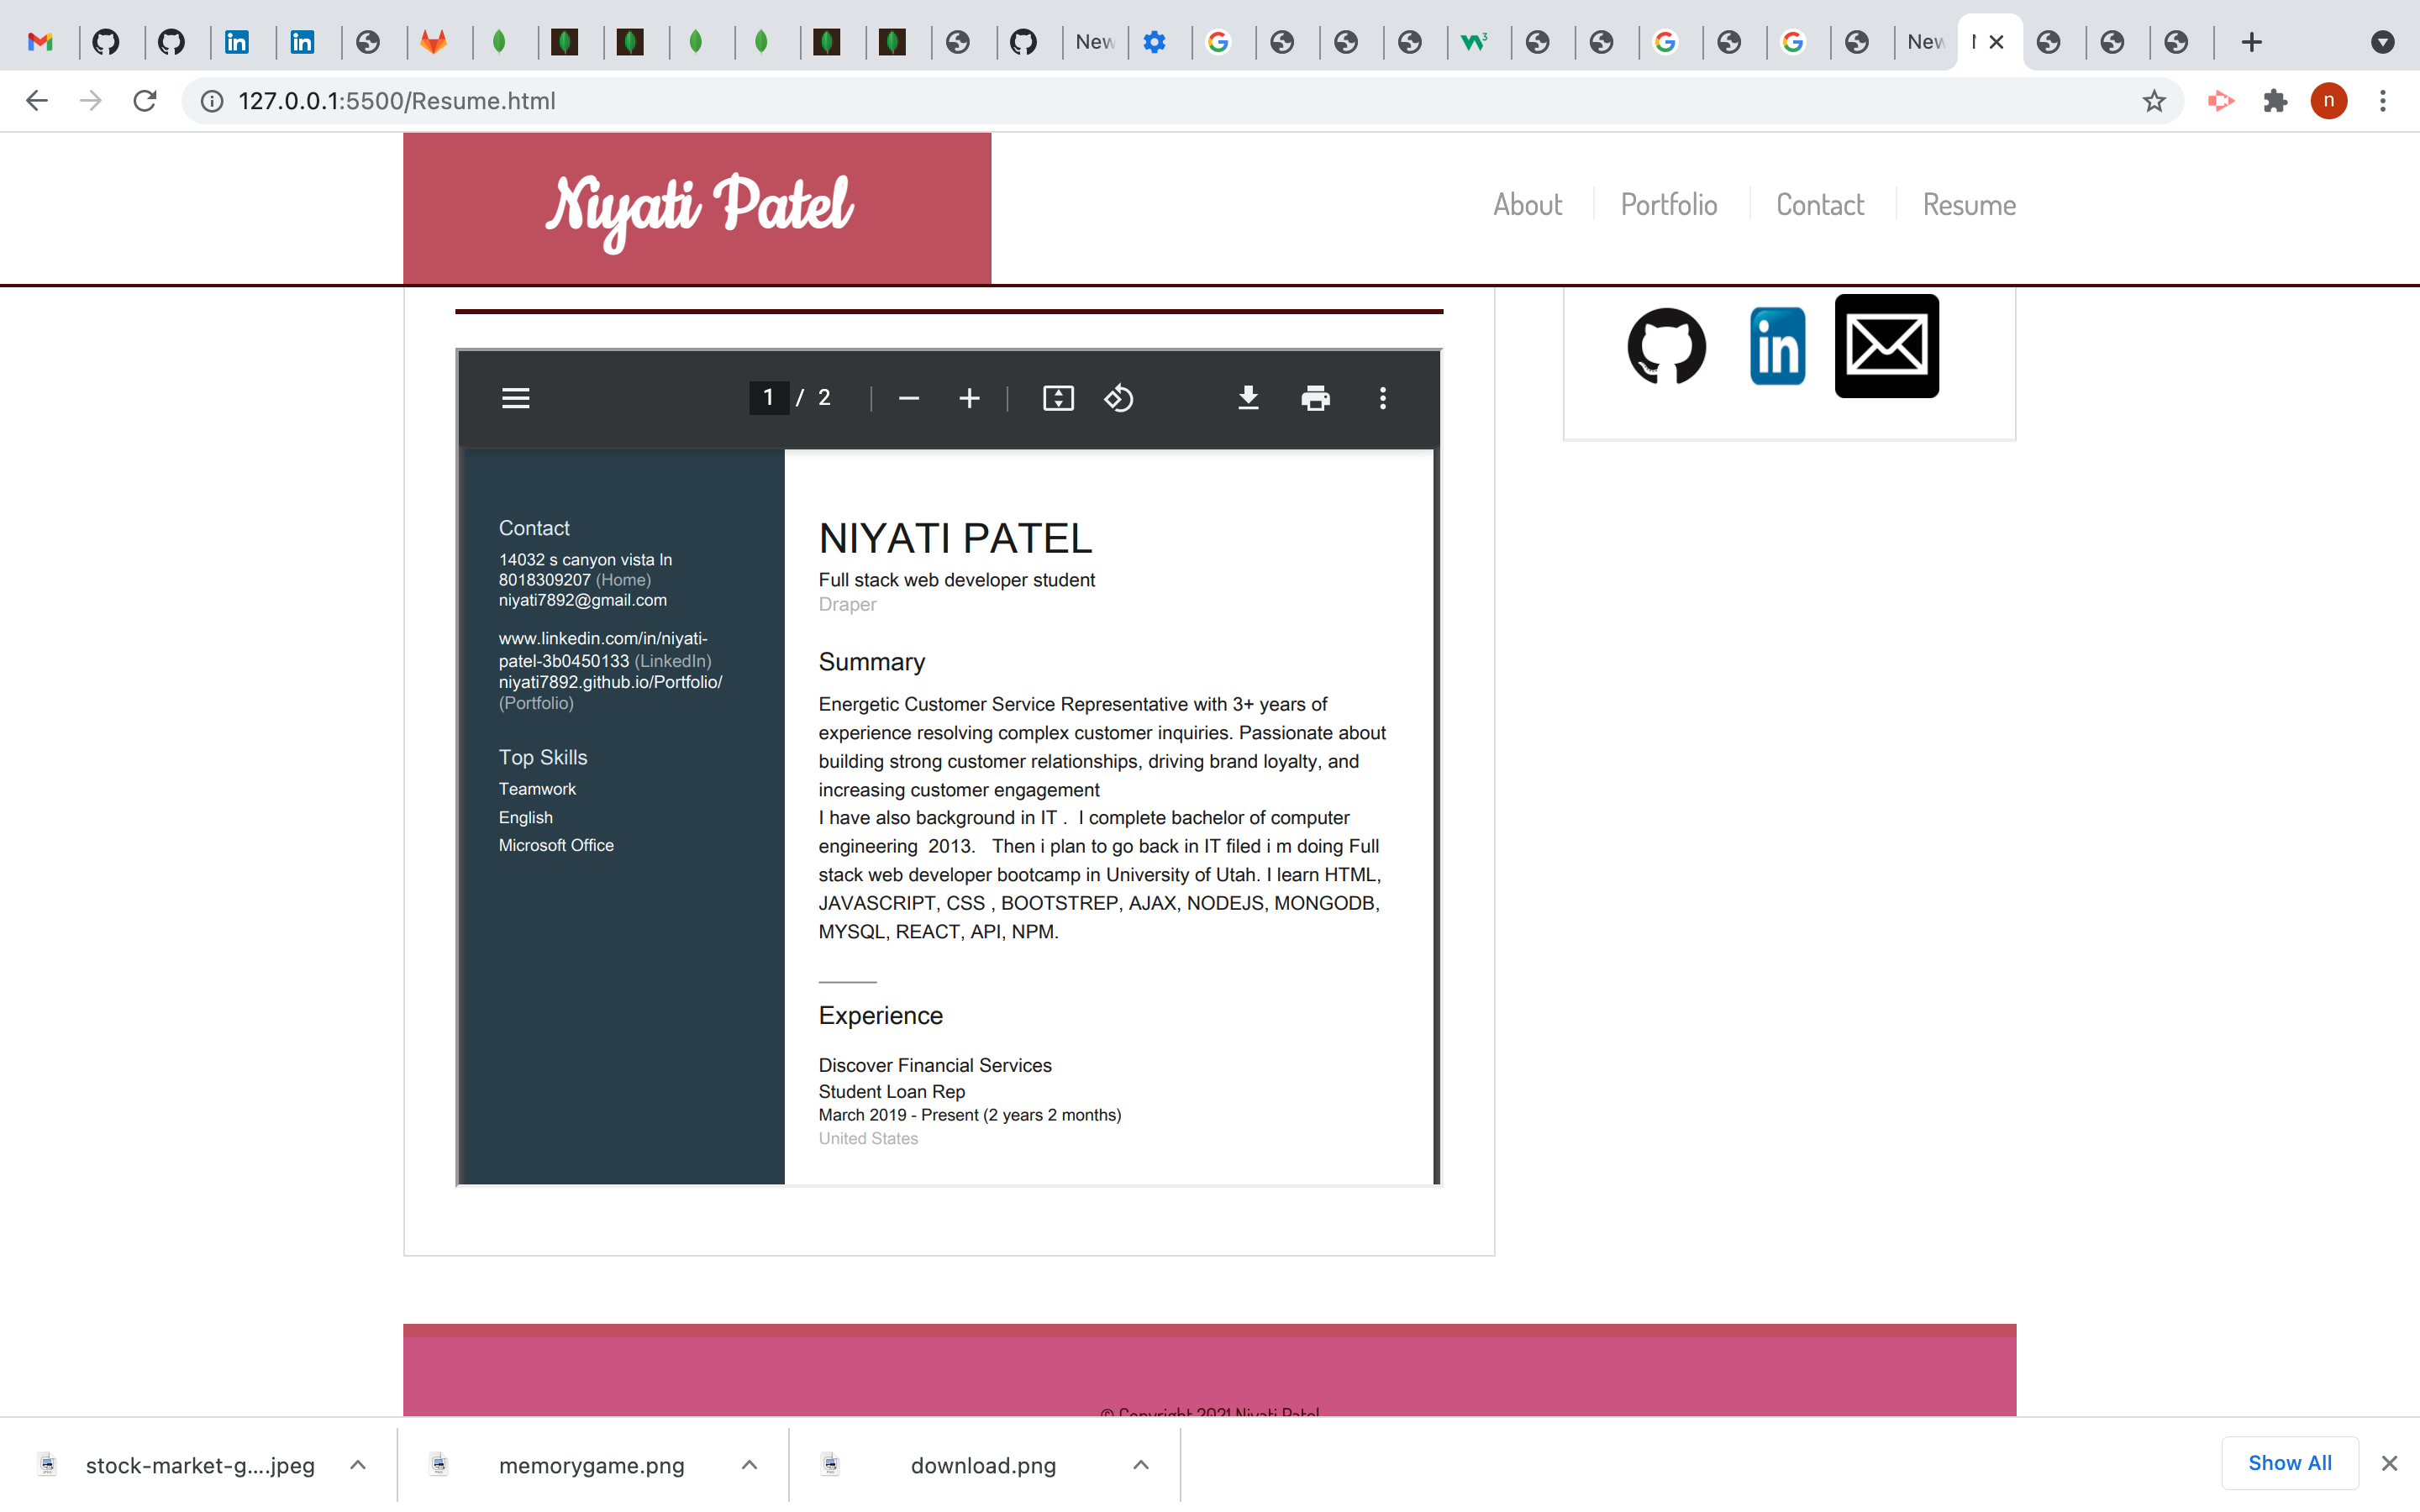 New
New
127.0.0.1:5500/Resume.html
n
Niyati Patel
About
Portfolio
Contact
Resume
in
1 / 2
Contact
14032 s canyon vista ln
8018309207 (Home)
niyati7892@gmail.com
www.linkedin.com/in/niyati-
patel-3b0450133 (LinkedIn)
niyati7892.github.io/Portfolio/
(Portfolio)
Top Skills
Teamwork
English
Microsoft Office
NIYATI PATEL
Full stack web developer student
Draper
Summary
Energetic Customer Service Representative with 3+ years of
experience resolving complex customer inquiries. Passionate about
building strong customer relationships, driving brand loyalty, and
increasing customer engagement
I have also background in IT .  I complete bachelor of computer
engineering  2013.   Then i plan to go back in IT filed i m doing Full
stack web developer bootcamp in University of Utah. I learn HTML,
JAVASCRIPT, CSS , BOOTSTREP, AJAX, NODEJS, MONGODB,
MYSQL, REACT, API, NPM.
Experience
Discover Financial Services
Student Loan Rep
March 2019 - Present (2 years 2 months)
United States
© Copyright 2021 Niyati Patel
stock-market-g....jpeg
memorygame.png
download.png
Show All